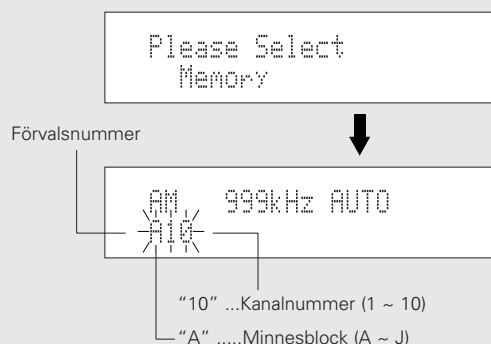 Please Select
Memory
Förvalsnummer
AM 999kHz AUTO
A10
"10" ...Kanalnummer (1 ~ 10)
"A" .....Minnesblock (A ~ J)